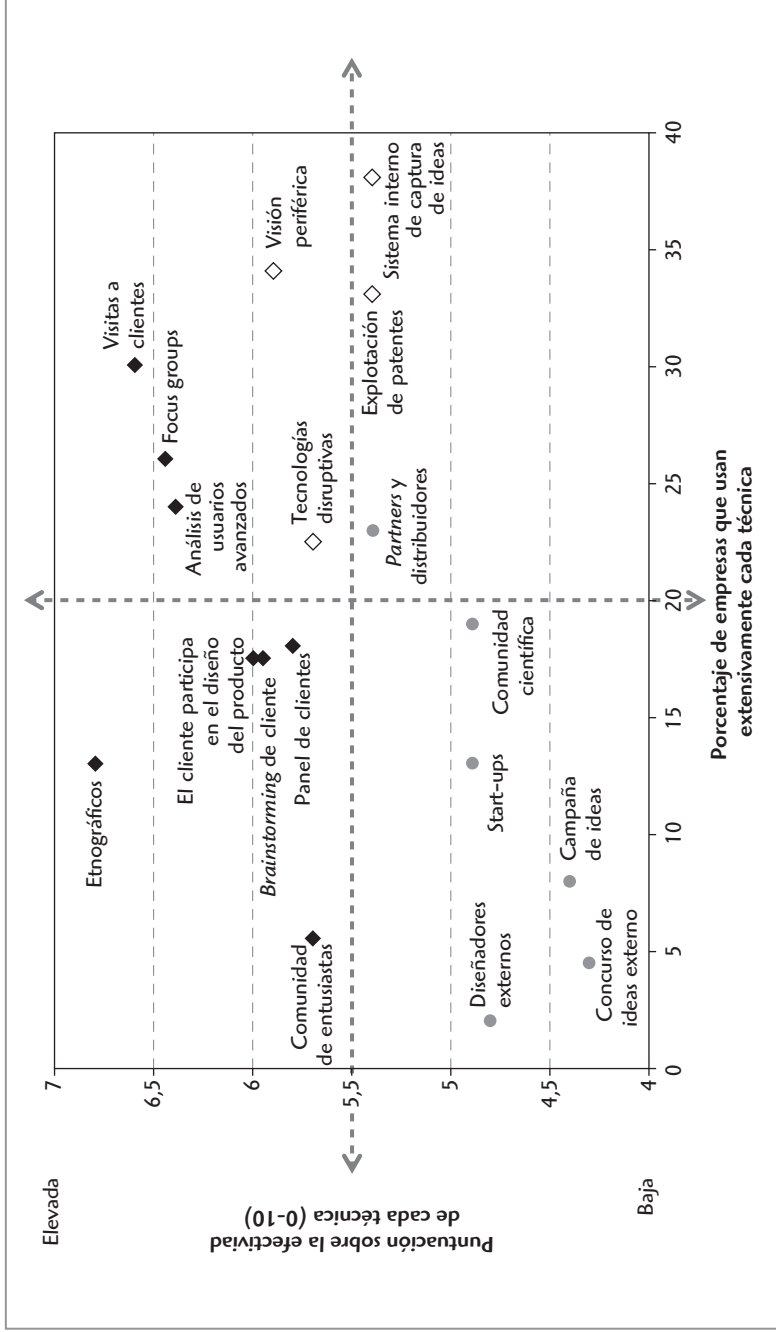 Elevada
Puntuación sobre la efectiviad
de cada técnica (0-10)
Baja
7
6,5
6
5,5
5
4,5
4
Etnográficos
Visitas a
clientes
Focus groups
Análisis de
usuarios
avanzados
Visión
periférica
El cliente participa
en el diseño
del producto
Brainstorming de cliente
Panel de clientes
Tecnologías
disruptivas
Comunidad
de entusiastas
Explotación
de patentes
Sistema interno
de captura
de ideas
Partners y
distribuidores
Comunidad
científica
Start-ups
Diseñadores
externos
Campaña
de ideas
Concurso de
ideas externo
0
5
10
15
20
25
30
35
40
Porcentaje de empresas que usan
extensivamente cada técnica